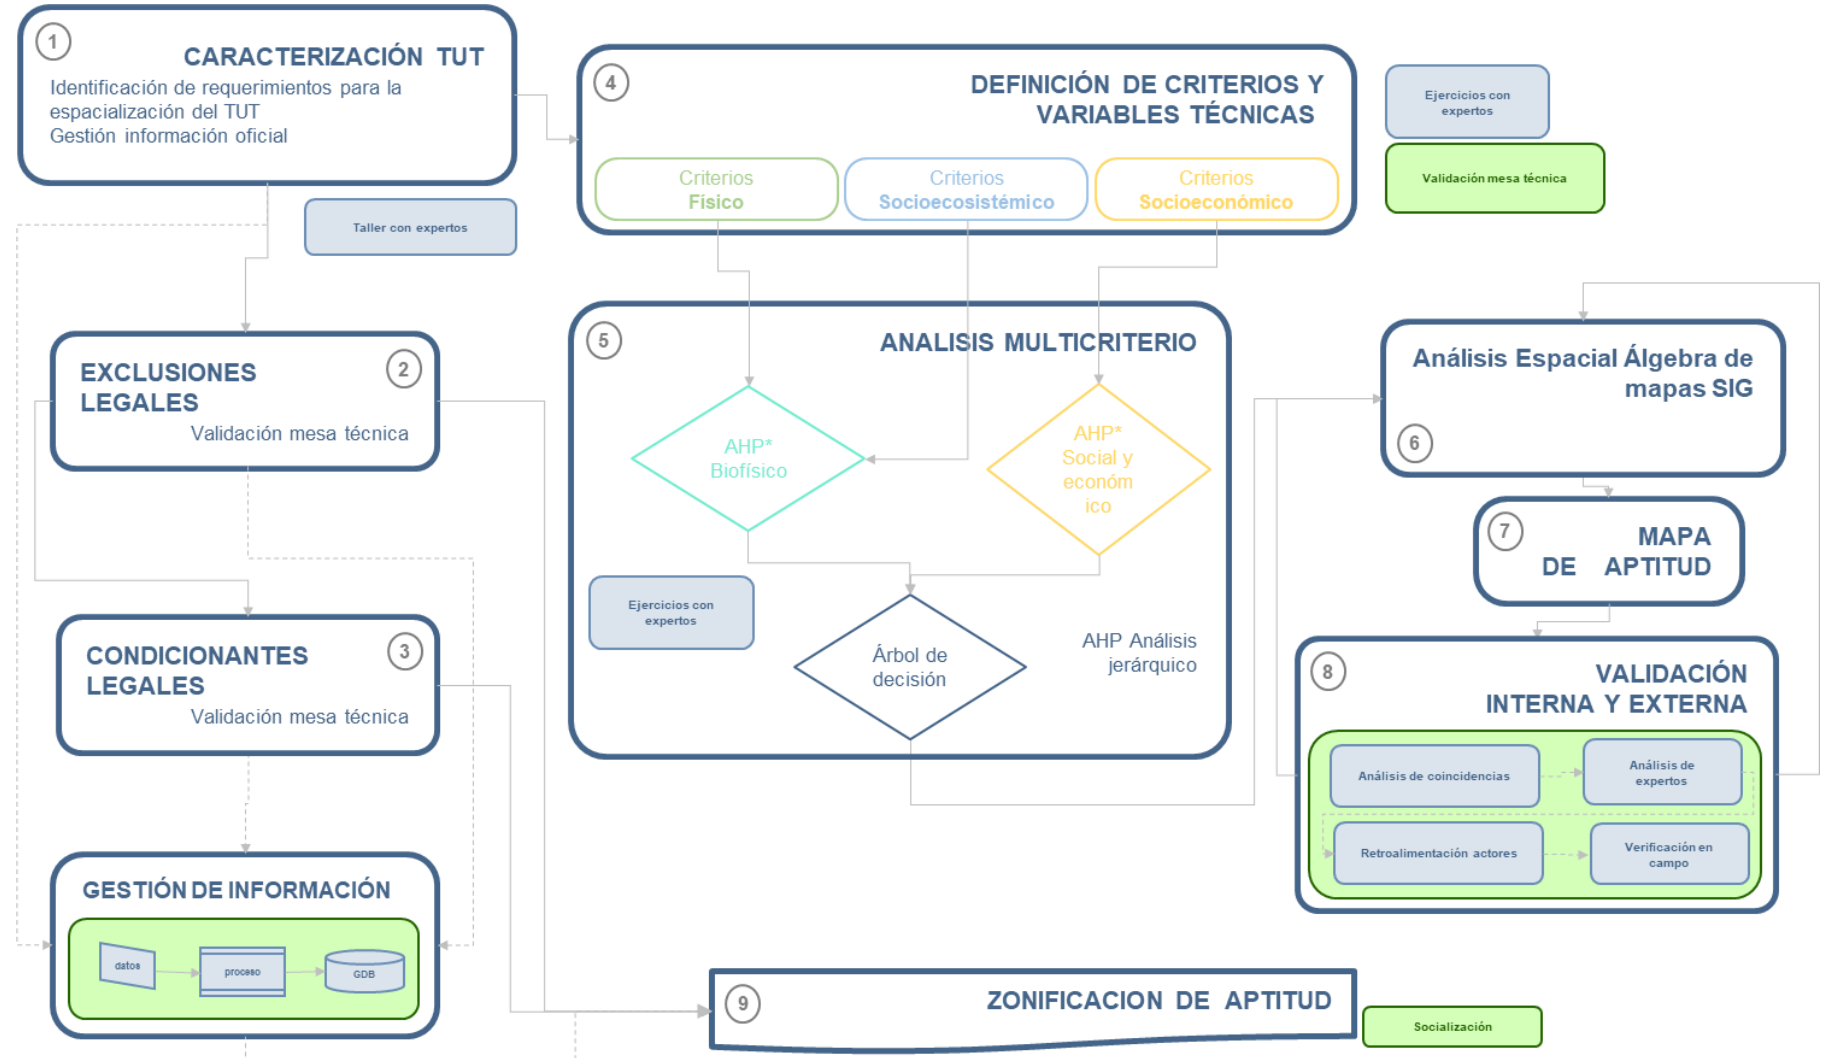 1
CARACTERIZACIÓN TUT
Identificación de requerimientos para la
espacialización del TUT
Gestión información oficial
Taller con expertos
2
EXCLUSIONES
LEGALES
Validación mesa técnica
3
CONDICIONANTES
LEGALES
Validación mesa técnica
GESTIÓN DE INFORMACIÓN
datos
proceso
GDB
4
DEFINICIÓN DE CRITERIOS Y
VARIABLES TÉCNICAS
Criterios
Físico
Criterios
Socioecosistémico
Criterios
Socioeconómico
Ejercicios con
expertos
Validación mesa técnica
5
ANALISIS MULTICRITERIO
AHP*
Biofísico
AHP*
Social y
económ
ico
Ejercicios con
expertos
Árbol de
decisión
AHP Análisis
jerárquico
Análisis Espacial Álgebra de
mapas SIG
6
7
MAPA
DE APTITUD
8
VALIDACIÓN
INTERNA Y EXTERNA
Análisis de coincidencias
Análisis de
expertos
Retroalimentación actores
Verificación en
campo
9
ZONIFICACION DE APTITUD
Socialización